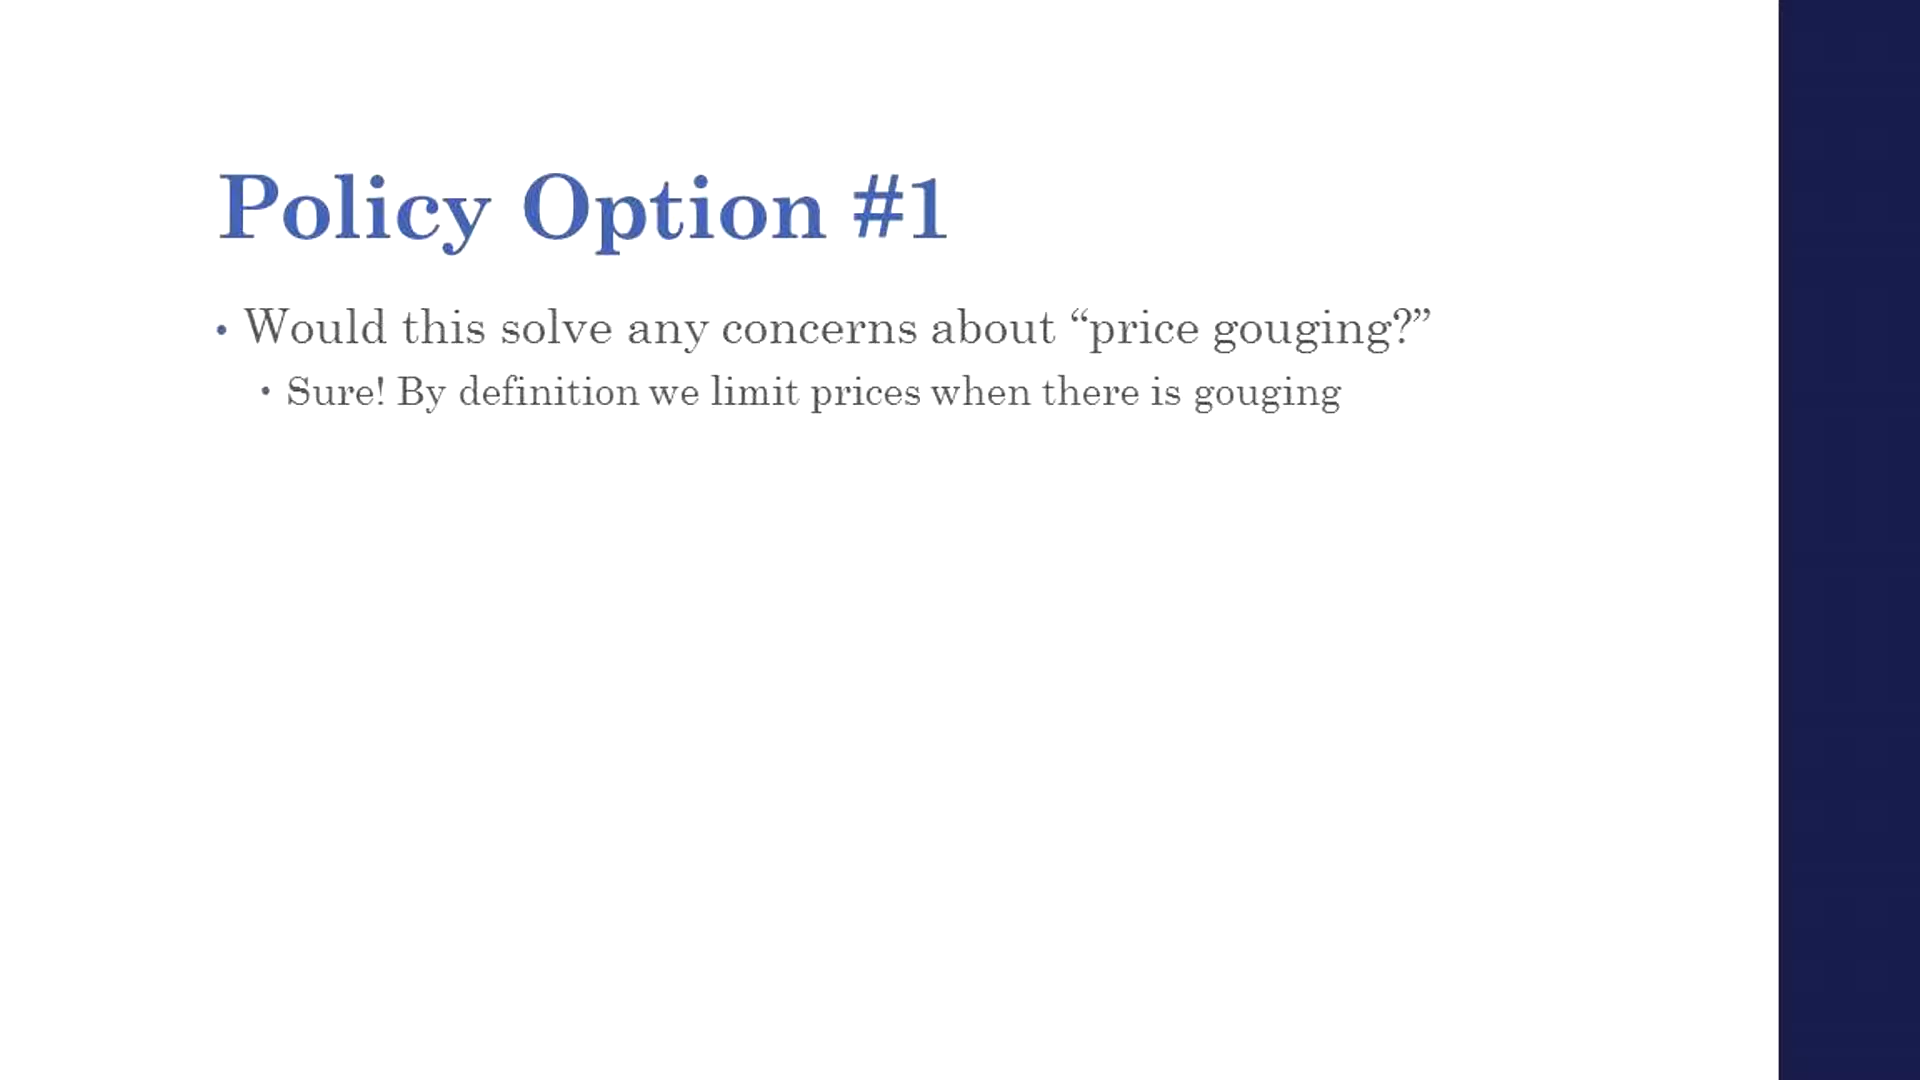 Policy Option #1
• Would this solve any concerns about “price gouging?”
• Sure! By definition we limit prices when there is gouging